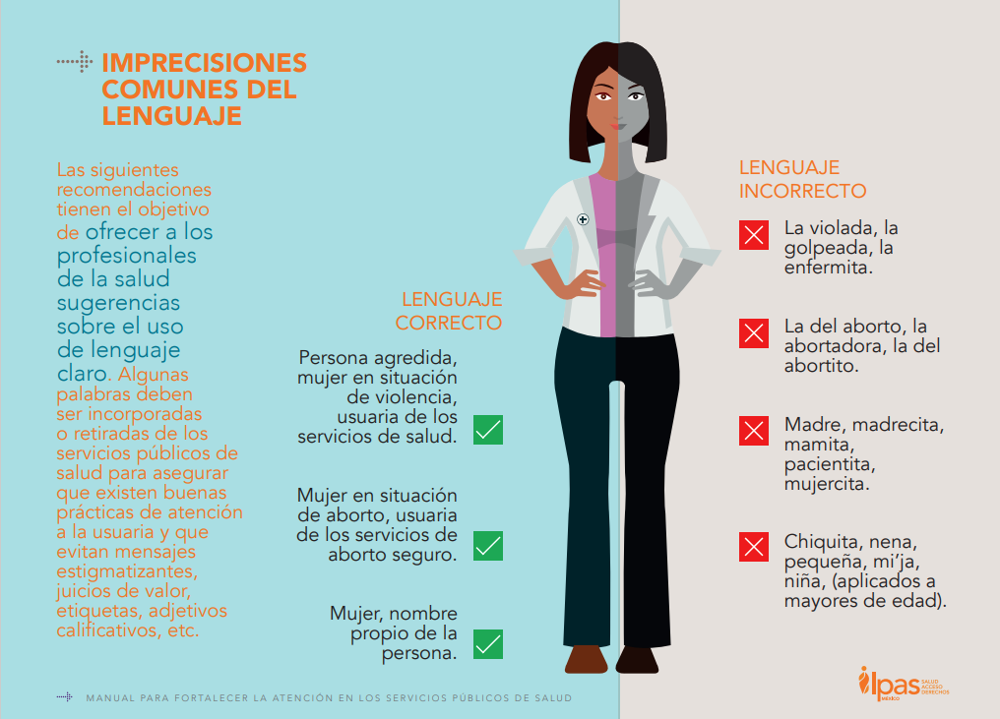 IMPRECISIONES
COMUNES DEL
LENGUAJE
Las siguientes
recomendaciones
tienen el objetivo
de ofrecer a los
profesionales
de la salud
sugerencias
sobre el uso
de lenguaje
claro. Algunas
palabras deben
ser incorporadas
o retiradas de los
servicios públicos de
salud para asegurar
que existen buenas
prácticas de atención
a la usuaria y que
evitan mensajes
estigmatizantes,
juicios de valor,
etiquetas, adjetivos
calificativos, etc.
LENGUAJE
CORRECTO
Persona agredida,
mujer en situación
de violencia,
usuaria de los
servicios de salud.
Mujer en situación
de aborto, usuaria
de los servicios de
aborto seguro.
Mujer, nombre
propio de la
persona.
LENGUAJE
INCORRECTO
La violada, la
golpeada, la
enfermita.
La del aborto, la
abortadora, la del
abortito.
Madre, madrecita,
mamita,
pacientita,
mujercita.
Chiquita, nena,
pequeña, mi’ja,
niña, (aplicados a
mayores de edad).
MANUAL PARA FORTALECER LA ATENCIÓN EN LOS SERVICIOS PÚBLICOS DE SALUD
Ipas
MÉXICO
SALUD
ACCESO
DERECHOS